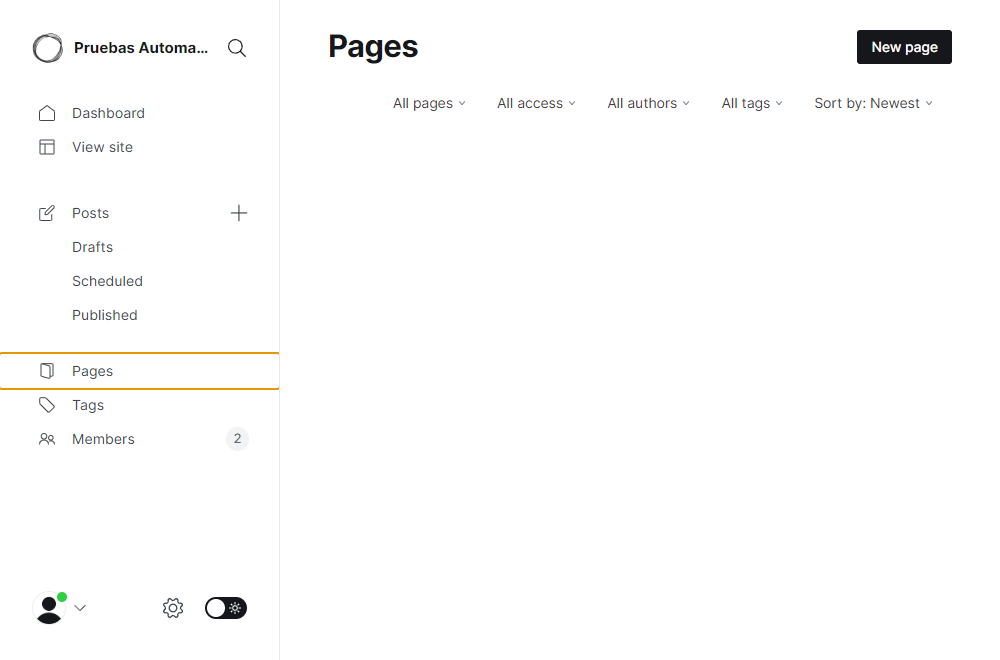 Pruebas Automa...
Dashboard
View site
Posts
Drafts
Scheduled
Published
Pages
Tags
Members 2
Pages
New page
All pages All access All authors All tags Sort by: Newest